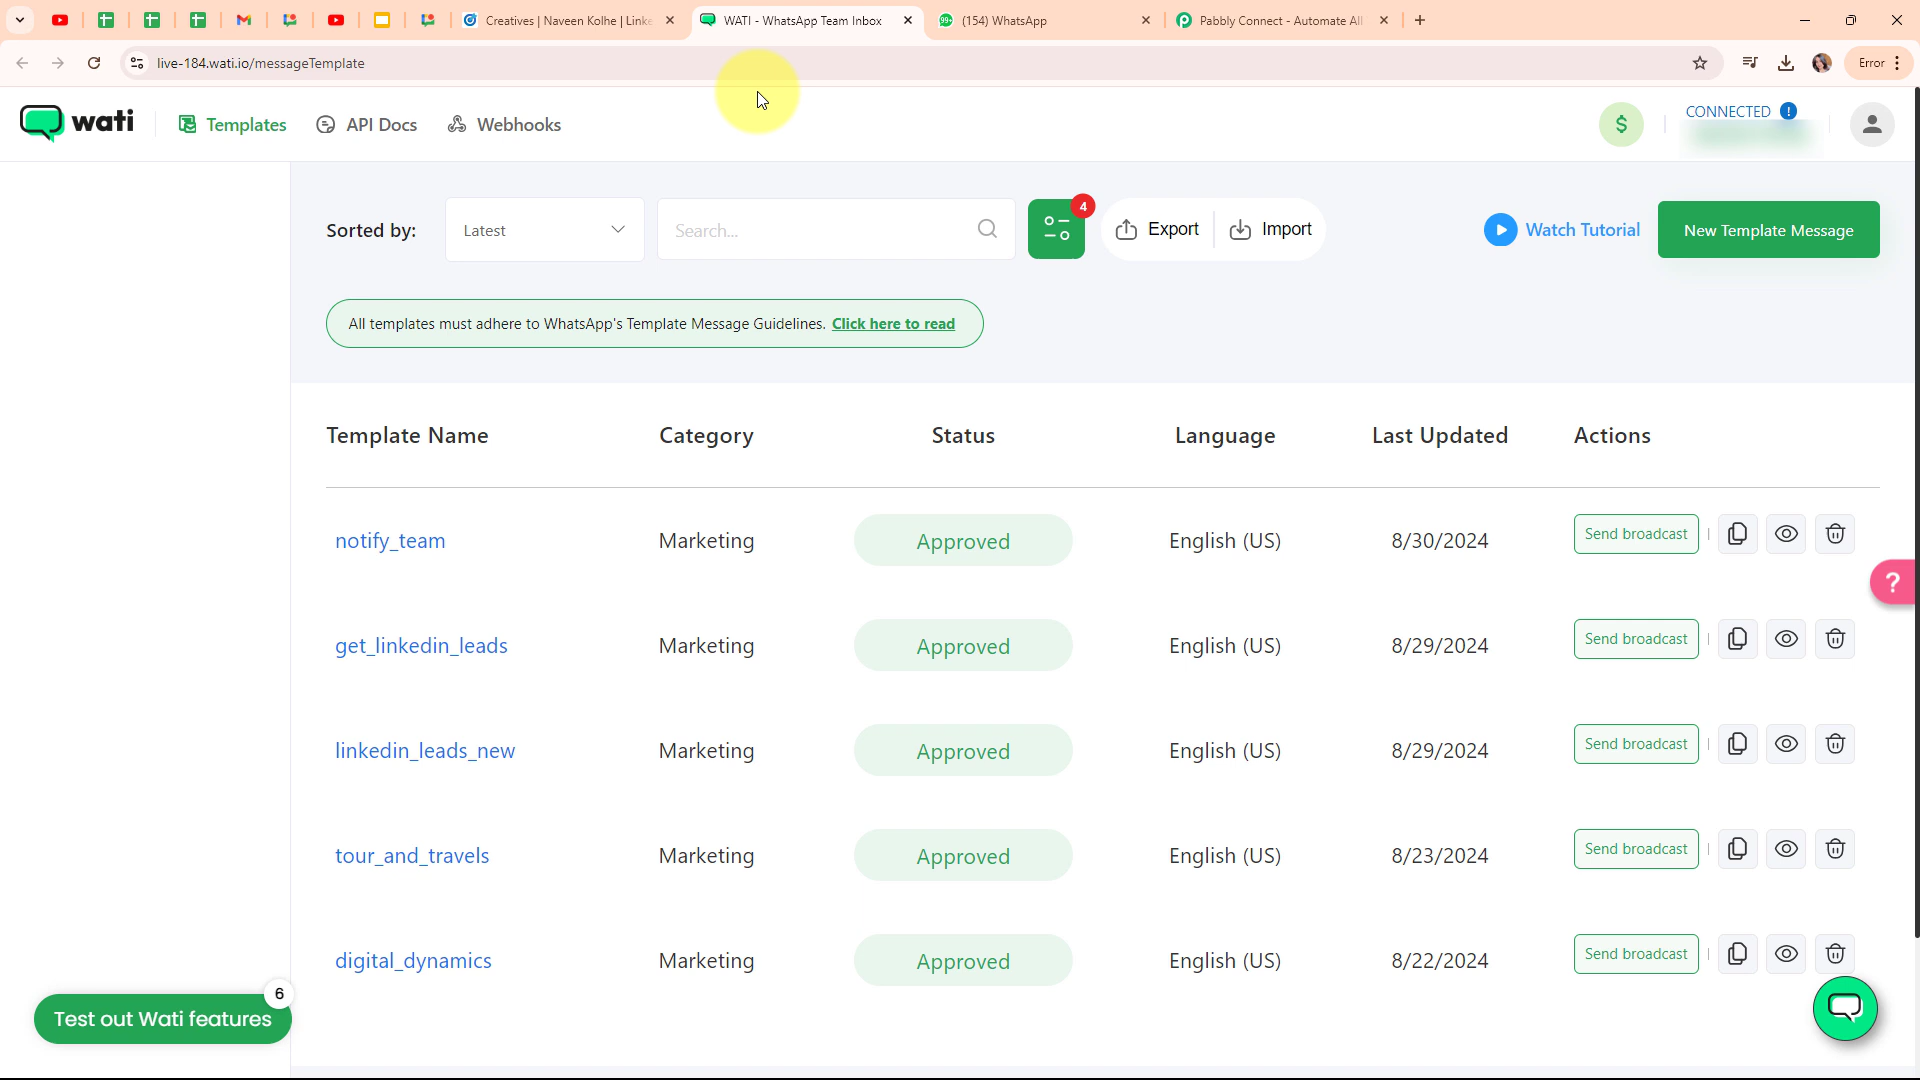 Creatives | Naveen Kolhe | Linke
WATI - WhatsApp Team Inbox
99+
(154) WhatsApp
Pabbly Connect - Automate All
live-184.wati.io/messageTemplate
Error
wati
Templates
API Docs
Webhooks
$
CONNECTED
Sorted by:
Latest
Search...
4
Export
Import
Watch Tutorial
New Template Message
All templates must adhere to WhatsApp's Template Message Guidelines. Click here to read
Template Name
Category
Status
Language
Last Updated
Actions
notify_team
Marketing
Approved
English (US)
8/30/2024
Send broadcast
get_linkedin_leads
Marketing
Approved
English (US)
8/29/2024
Send broadcast
linkedin_leads_new
Marketing
Approved
English (US)
8/29/2024
Send broadcast
tour_and_travels
Marketing
Approved
English (US)
8/23/2024
Send broadcast
digital_dynamics
Marketing
Approved
English (US)
8/22/2024
Send broadcast
?
6
Test out Wati features